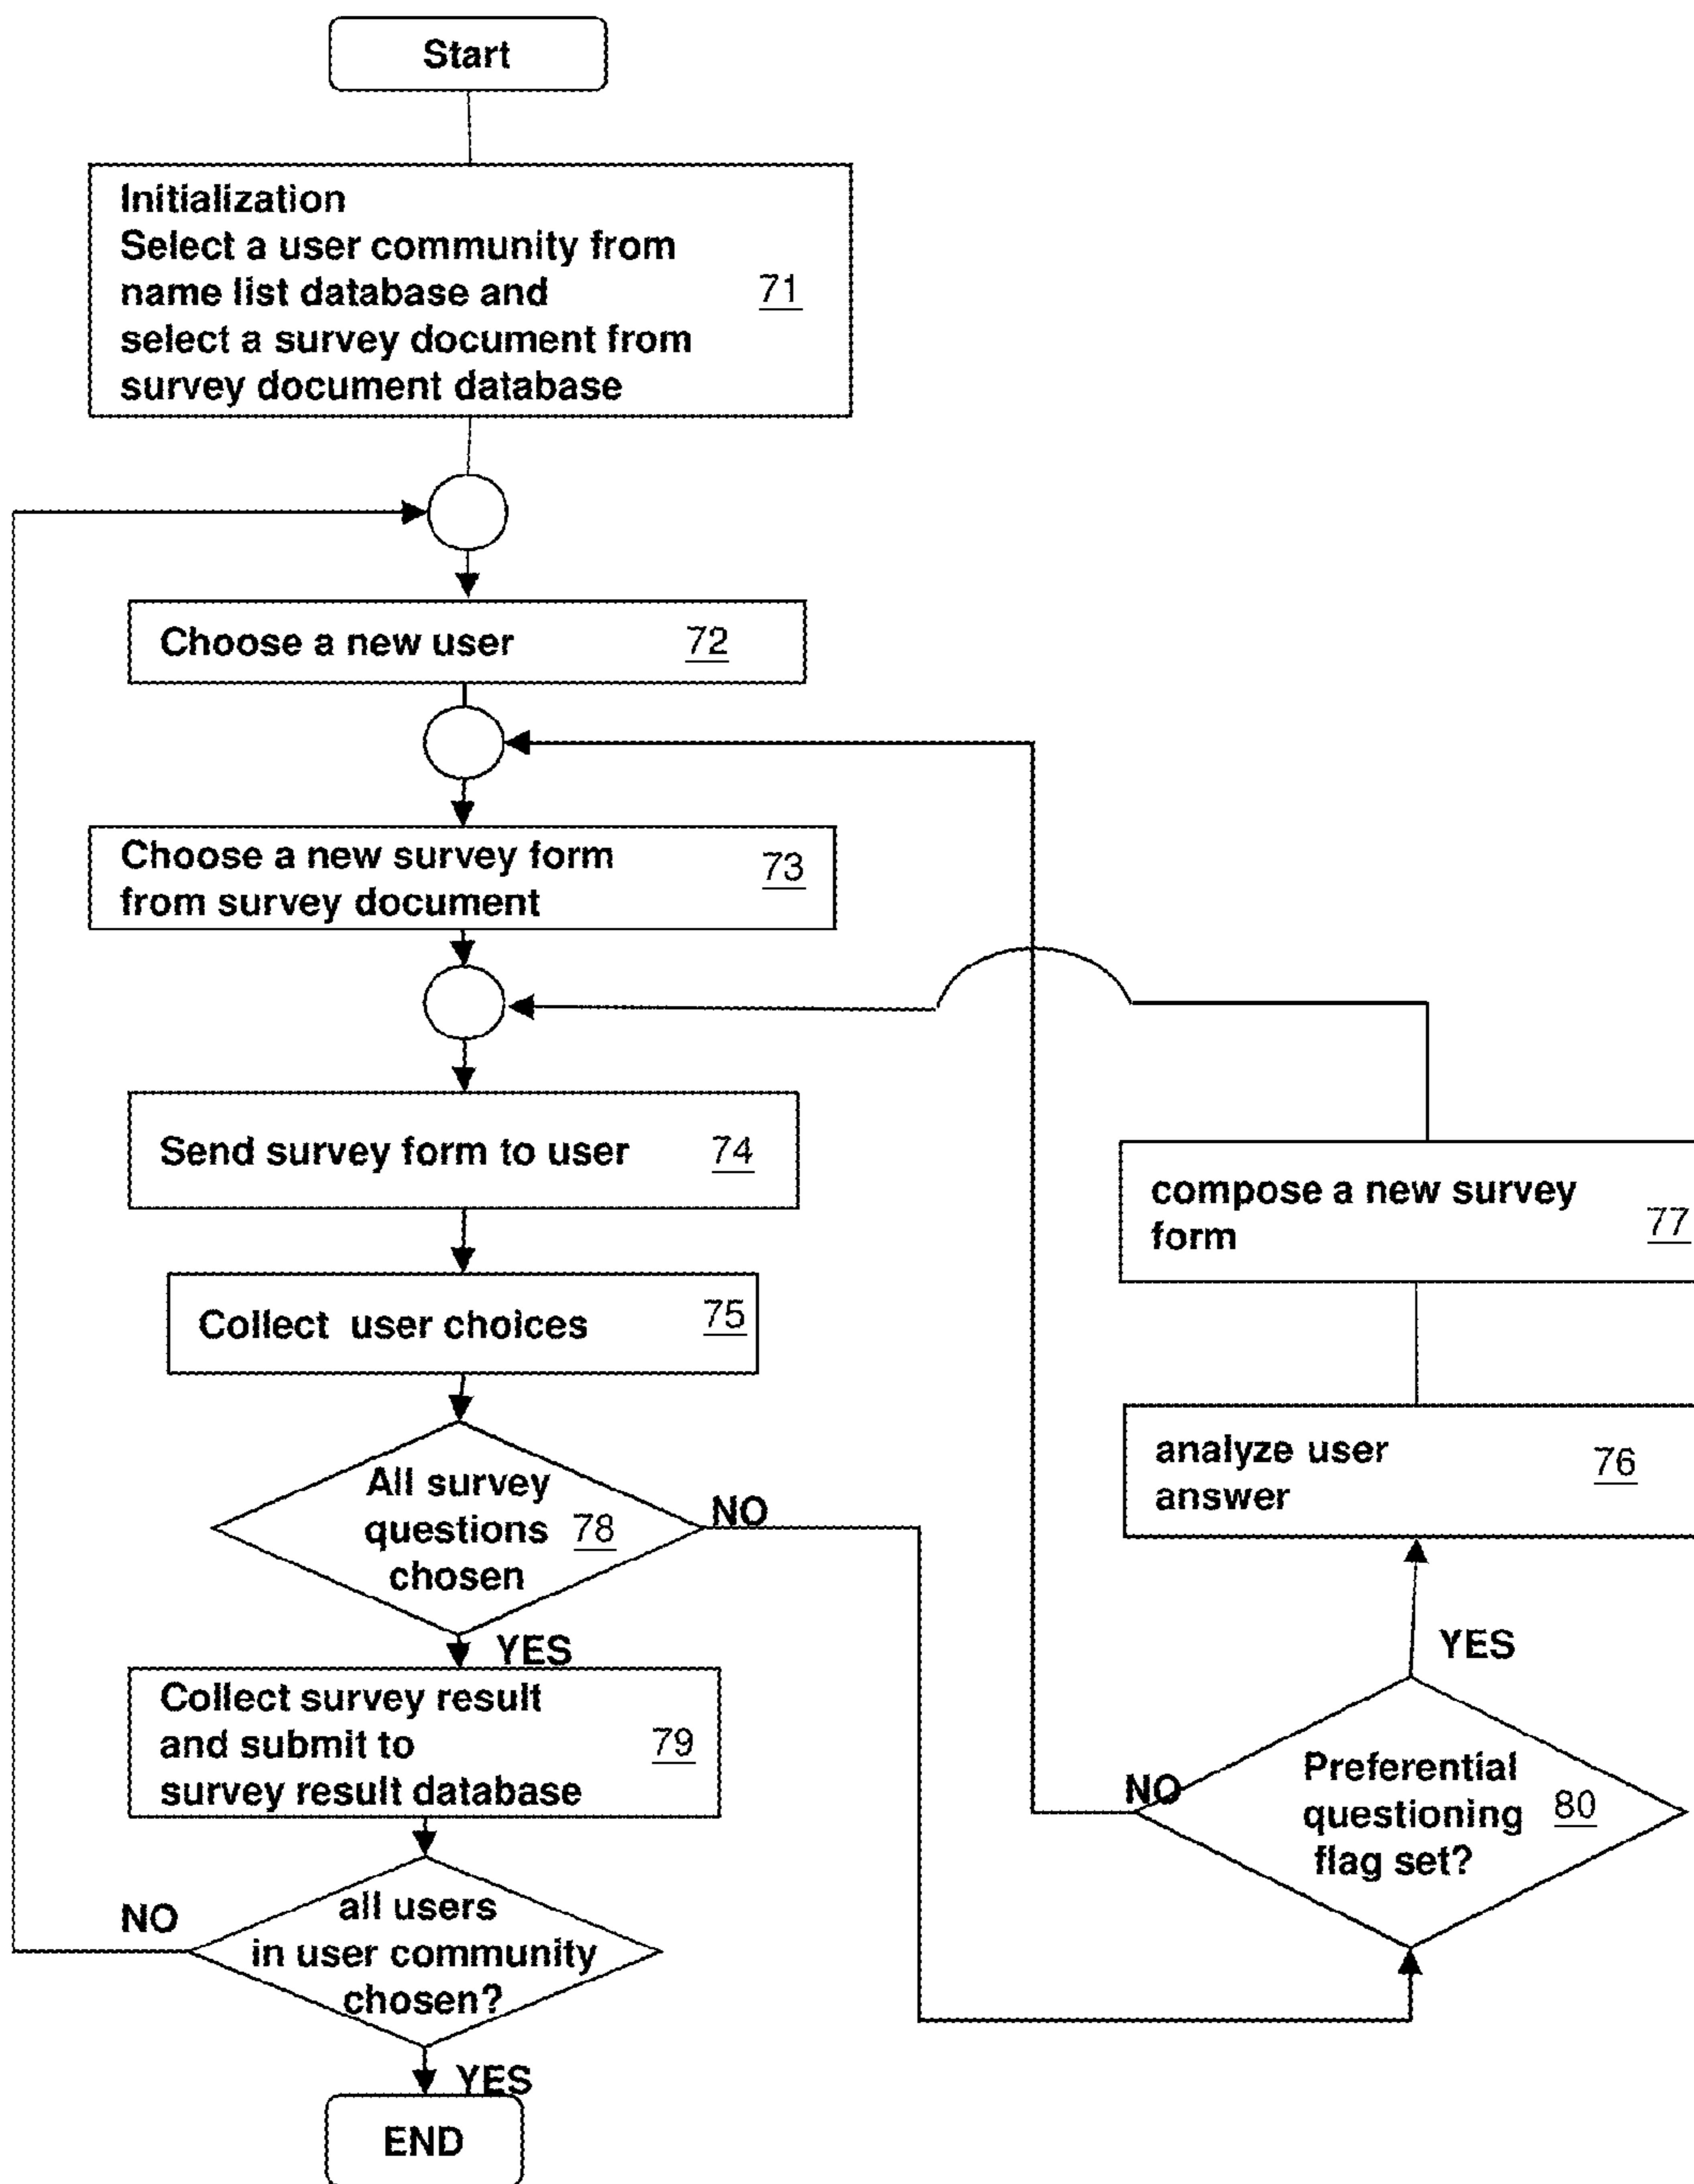 Start
Initialization
Select a user community from
name list database and
select a survey document from
survey document database
71
Choose a new user
72
Choose a new survey form
from survey document
73
Send survey form to user
74
Collect user choices
75
All survey
questions
chosen
78
NO
YES
Collect survey result
and submit to
survey result database
79
all users
in user community
chosen?
NO
YES
END
compose a new survey
form
77
analyze user
answer
76
YES
Preferential
questioning
flag set?
80
NO